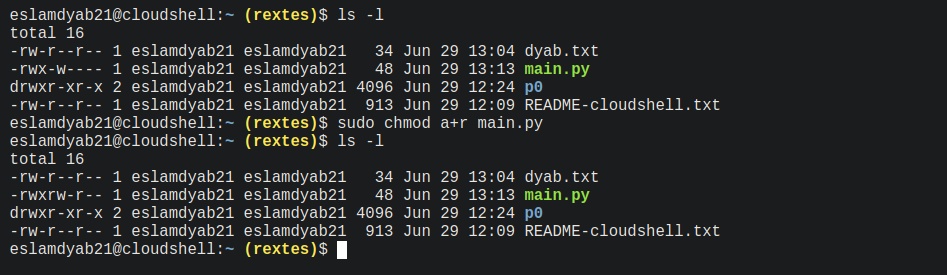 eslamdyab21@cloudshell:~ (rextes)$ ls -l
total 16
-rw-r--r-- 1 eslamdyab21 eslamdyab21   34 Jun 29 13:04 dyab.txt
-rwx-w---- 1 eslamdyab21 eslamdyab21   48 Jun 29 13:13 main.py
drwxr-xr-x 2 eslamdyab21 eslamdyab21 4096 Jun 29 12:24 p0
-rw-r--r-- 1 eslamdyab21 eslamdyab21  913 Jun 29 12:09 README-cloudshell.txt
eslamdyab21@cloudshell:~ (rextes)$ sudo chmod a+r main.py
eslamdyab21@cloudshell:~ (rextes)$ ls -l
total 16
-rw-r--r-- 1 eslamdyab21 eslamdyab21   34 Jun 29 13:04 dyab.txt
-rwxrw-r-- 1 eslamdyab21 eslamdyab21   48 Jun 29 13:13 main.py
drwxr-xr-x 2 eslamdyab21 eslamdyab21 4096 Jun 29 12:24 p0
-rw-r--r-- 1 eslamdyab21 eslamdyab21  913 Jun 29 12:09 README-cloudshell.txt
eslamdyab21@cloudshell:~ (rextes)$